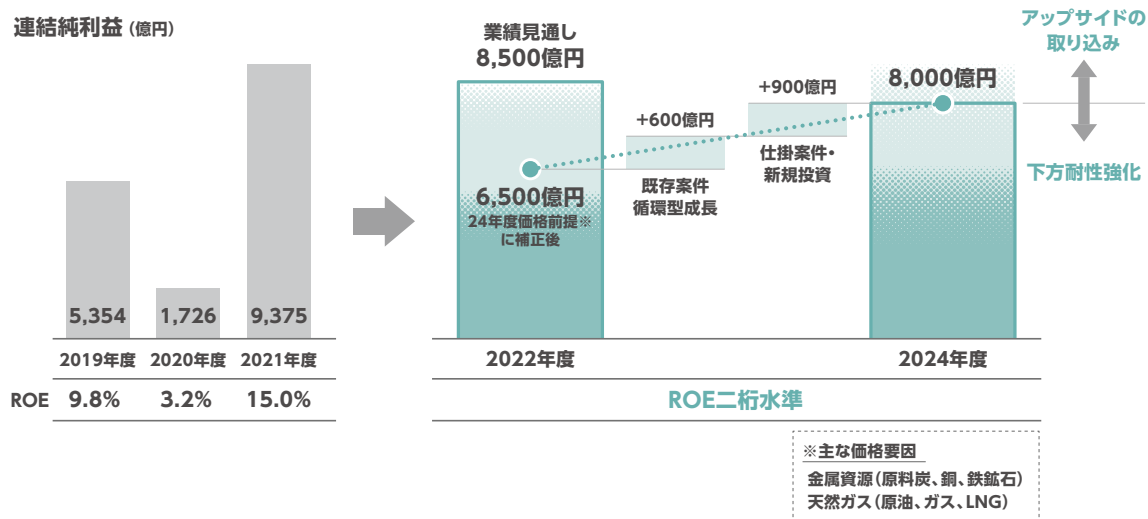 連結純利益（億円）
5,354
1,726
9,375
2019年度
2020年度
2021年度
ROE
9.8%
3.2%
15.0%
業績見通し
8,500億円
6,500億円
24年度価格前提※
に補正後
+600億円
既存案件
循環型成長
+900億円
仕掛案件・
新規投資
8,000億円
アップサイドの
取り込み
下方耐性強化
2022年度
2024年度
ROE二桁水準
※主な価格要因
金属資源（原料炭、銅、鉄鉱石）
天然ガス（原油、ガス、LNG）